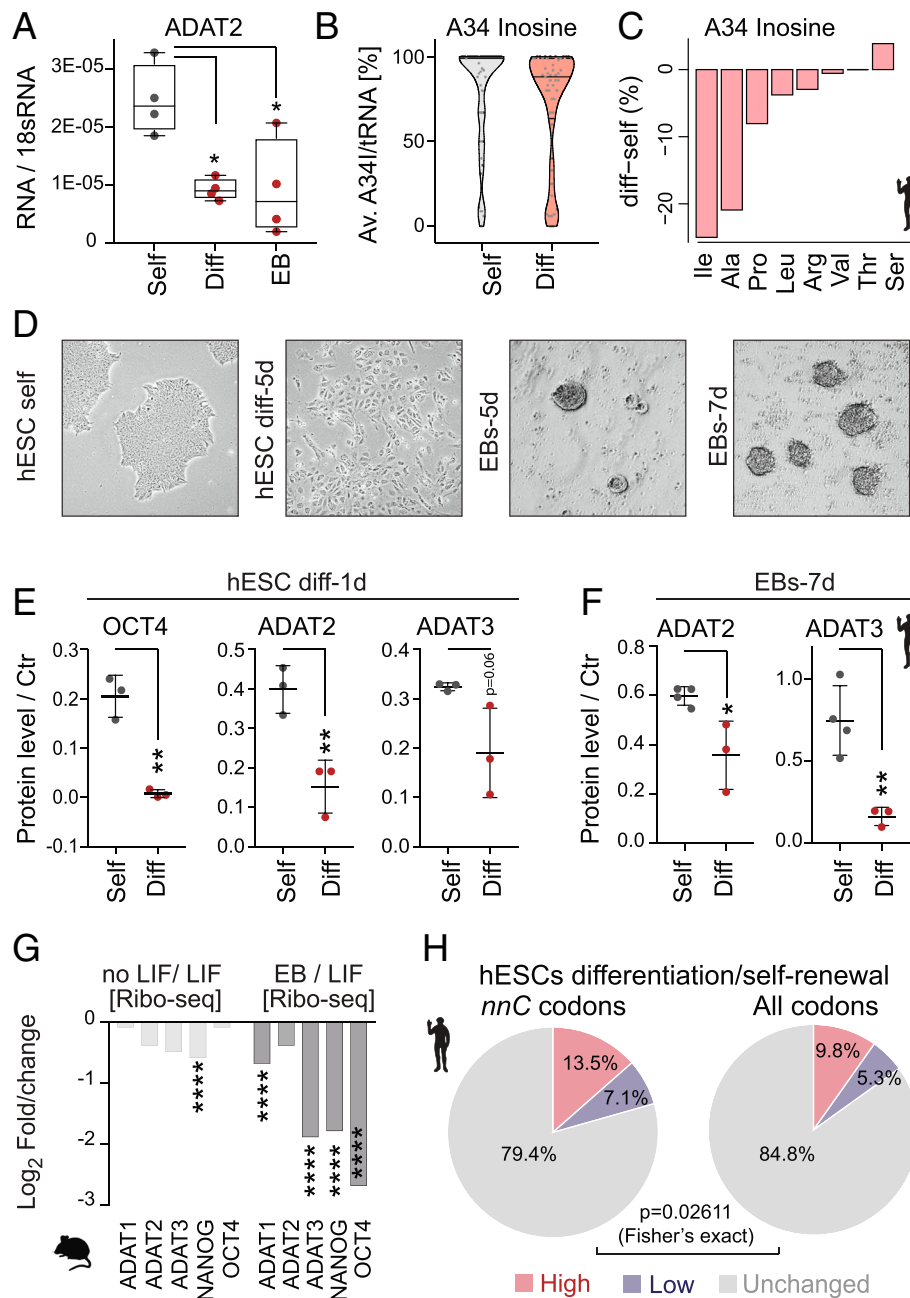 A
ADAT2
RNA / 18sRNA
3E-05
2E-05
1E-05
0
*
*
Self
Diff
EB
B
A34 Inosine
Av. A34I/tRNA [%]
100
50
0
Self
Diff
C
A34 Inosine
diff−self (%)
0
−10
−20
Ile
Ala
Pro
Leu
Arg
Val
Thr
Ser
D
hESC self
hESC diff-5d
EBs-5d
EBs-7d
E
hESC diff-1d
OCT4
Protein level / Ctr
0.3
0.2
0.1
0.0
-0.1
**
Self
Diff
ADAT2
0.5
0.4
0.3
0.2
0.1
0.0
**
Self
Diff
ADAT3
0.3
0.2
0.1
0.0
p=0.06
Self
Diff
F
EBs-7d
ADAT2
Protein level / Ctr
0.8
0.6
0.4
0.2
0.0
*
Self
Diff
ADAT3
1.0
0.5
0.0
**
Self
Diff
G
no LIF/ LIF
[Ribo-seq]
EB / LIF
[Ribo-seq]
Log2 Fold/change
0
-1
-2
-3
****
****
****
****
****
ADAT1
ADAT2
ADAT3
NANOG
OCT4
ADAT1
ADAT2
ADAT3
NANOG
OCT4
H
hESCs differentiation/self-renewal
nnC codons
All codons
13.5%
7.1%
79.4%
9.8%
5.3%
84.8%
p=0.02611
(Fisher's exact)
High
Low
Unchanged